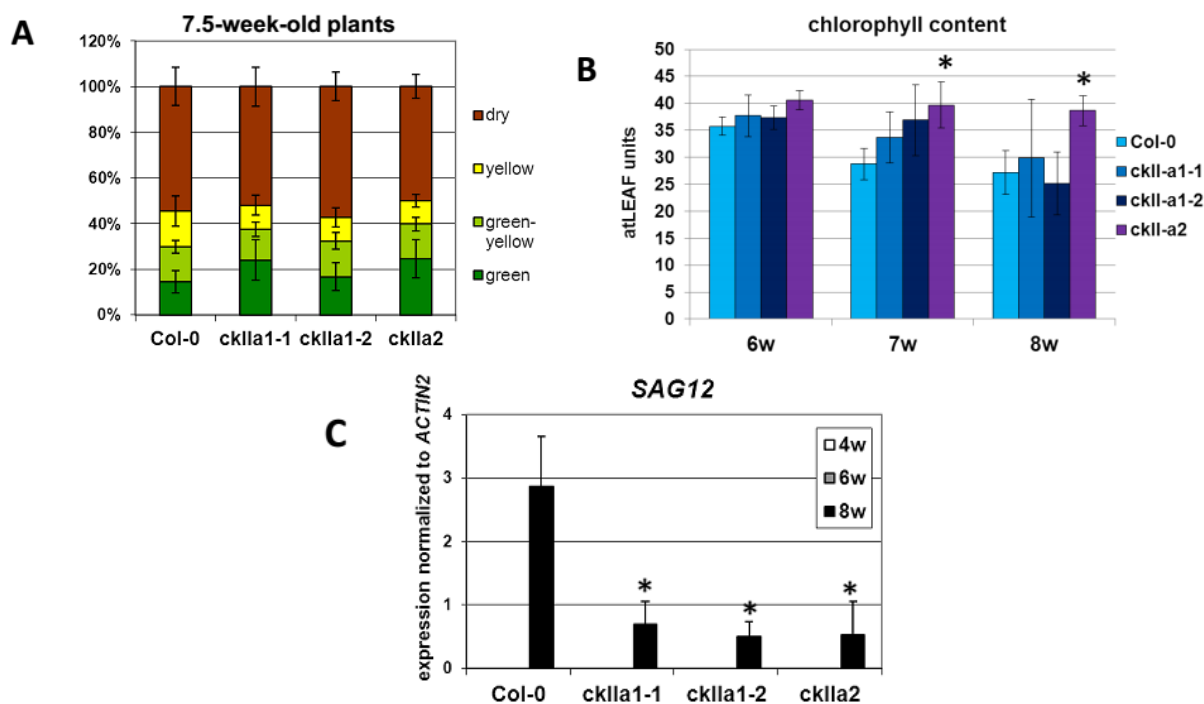 A
7.5-week-old plants
120%
100%
80%
60%
40%
20%
0%
Col-0 ckIIa1-1 ckIIa1-2 ckIIa2
dry
yellow
green-
yellow
green
B
chlorophyll content
atLEAF units
50
45
40
35
30
25
20
15
10
5
0
* *
6w 7w 8w
Col-0
ckII-a1-1
ckII-a1-2
ckII-a2
C
SAG12
expression normalized to ACTIN2
4
3
2
1
0
* * *
4w
6w
8w
Col-0 ckIIa1-1 ckIIa1-2 ckIIa2